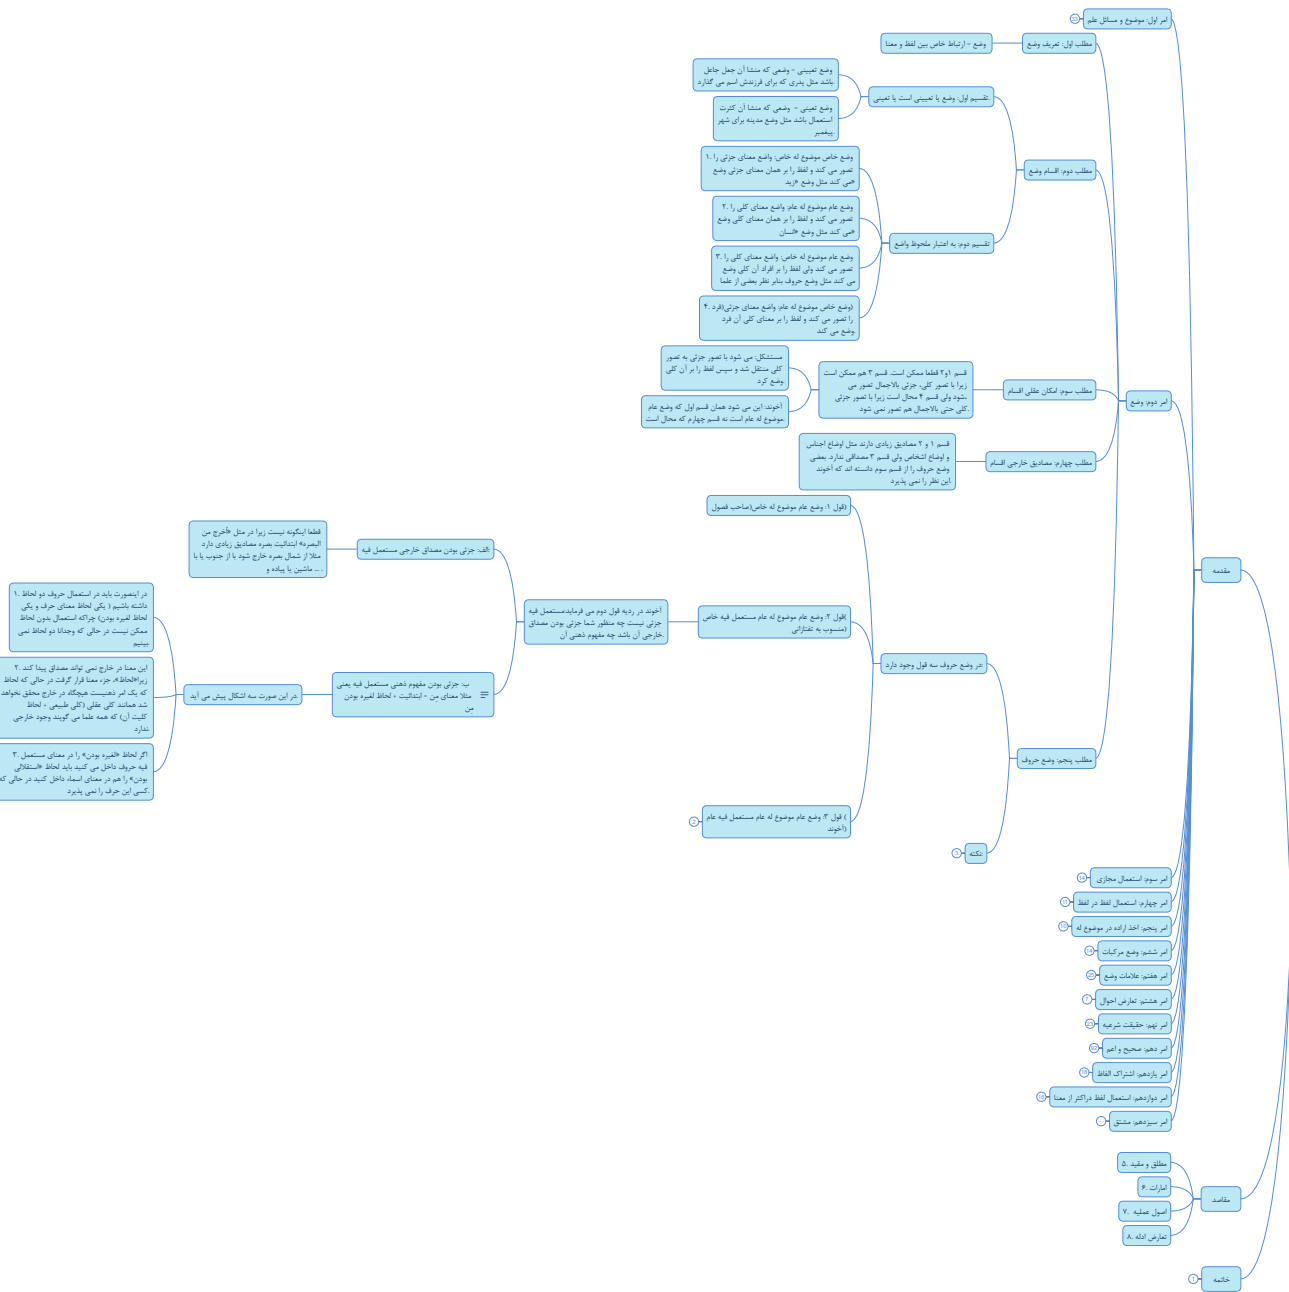 امر اول: موضوع و مسائل علم
33
مطلب اول: تعریف وضع
وضع = ارتباط خاص بین لفظ و معنا
وضع تعیینی = وضعی که منشا آن جعل جاعل
باشد مثل پدری که برای فرزندش اسم می گذارد.
تقسیم اول: وضع یا تعیینی است یا تعینی.
وضع تعینی = وضعی که منشا آن کثرت
استعمال باشد مثل وضع مدینه برای شهر
پیغمبر.
وضع خاص موضوع له خاص: واضع معنای جزئی را .۱
تصور می کند و لفظ را بر همان معنای جزئی وضع
می کند مثل وضع «زید»
مطلب دوم: اقسام وضع
وضع عام موضوع له عام: واضع معنای کلی را .۲
تصور می کند و لفظ را بر همان معنای کلی وضع
می کند مثل وضع «انسان»
تقسیم دوم: به اعتبار ملحوظ واضع
وضع عام موضوع له خاص: واضع معنای کلی را .۳
تصور می کند ولی لفظ را بر افراد آن کلی وضع
می کند مثل وضع حروف بنابر نظر بعضی از علما
وضع خاص موضوع له عام: واضع معنای جزئی(فرد .۴)
را تصور می کند و لفظ را بر معنای کلی آن فرد
وضع می کند.
مستشکل: می شود با تصور جزئی به تصور
کلی منتقل شد و سپس لفظ را بر آن کلی
وضع کرد.
قسم ۱و۲ قطعا ممکن است. قسم ۳ هم ممکن است
زیرا با تصور کلی، جزئی بالاجمال تصور می
شود ولی قسم ۴ محال است زیرا با تصور جزئی،
کلی حتی بالاجمال هم تصور نمی شود.
مطلب سوم: امکان عقلی اقسام
آخوند: این می شود همان قسم اول که وضع عام
موضوع له عام است نه قسم چهارم که محال است.
امر دوم: وضع
قسم ۱ و ۲ مصادیق زیادی دارند مثل اوضاع اجناس
و اوضاع اشخاص ولی قسم ۳ مصداقی ندارد. بعضی
وضع حروف را از قسم سوم دانسته اند که آخوند
این نظر را نمی پذیرد.
مطلب چهارم: مصادیق خارجی اقسام
قول ۱: وضع عام موضوع له خاص(صاحب فصول)
قطعا اینگونه نیست زیرا در مثل «أخرج من
البصره» ابتدائیت بصره مصادیق زیادی دارد
مثلا از شمال بصره خارج شود با از جنوب یا با
ماشین یا پیاده و ... .
الف: جزئی بودن مصداق خارجی مستعمل فیه:
مقدمه
در اینصورت باید در استعمال حروف دو لحاظ .۱
داشته باشیم ( یکی لحاظ معنای حرف و یکی
لحاظ لغیره بودن) چراکه استعمال بدون لحاظ
ممکن نیست در حالی که وجدانا دو لحاظ نمی
بینیم
آخوند در ردبه قول دوم می فرماید:مستعمل فیه
جزئی نیست چه منظور شما جزئی بودن مصداق
خارجی آن باشد چه مفهوم ذهنی آن.
قول ۲: وضع عام موضوع له عام مستعمل فیه خاص(
منسوب به تفتازانی)
در وضع حروف سه قول وجود دارد:
این معنا در خارج نمی تواند مصداق پیدا کند .۲
زیرا«لحاظ»، جزء معنا قرار گرفت در حالی که لحاظ
که یک امر ذهنیست هیچگاه در خارج محقق نخواهد
شد همانند کلی عقلی (کلی طبیعی + لحاظ
کلیت آن) که همه علما می گویند وجود خارجی
ندارد.
ب: جزئی بودن مفهوم ذهنی مستعمل فیه یعنی
مثلا معنای مِن = ابتدائیت + لحاظ لغیره بودن
مِن
در این صورت سه اشکال پیش می آید.
اگر لحاظ «لغیره بودن» را در معنای مستعمل .۳
فیه حروف داخل می کنید باید لحاظ «استقلالی
بودن» را هم در معنای اسماء داخل کنید در حالی که
کسی این حرف را نمی پذیرد.
مطلب پنجم: وضع حروف
قول ۳: وضع عام موضوع له عام مستعمل فیه عام (
آخوند)
2
نکته:
3
امر سوم: استعمال مجازی
14
امر چهارم: استعمال لفظ در لفظ
11
امر پنجم: اخذ اراده در موضوع له
10
امر ششم: وضع مرکبات
14
امر هفتم: علامات وضع
25
امر هشتم: تعارض احوال
7
امر نهم: حقیقت شرعیه
23
امر دهم: صحیح و اعم
92
امر یازدهم: اشتراک الفاظ
18
امر دوازدهم: استعمال لفظ دراکثر از معنا
16
امر سیزدهم: مشتق
...
مطلق و مقید .۵
امارات .۶
مقاصد
اصول عملیه .۷
تعارض ادله .۸
خاتمه
1